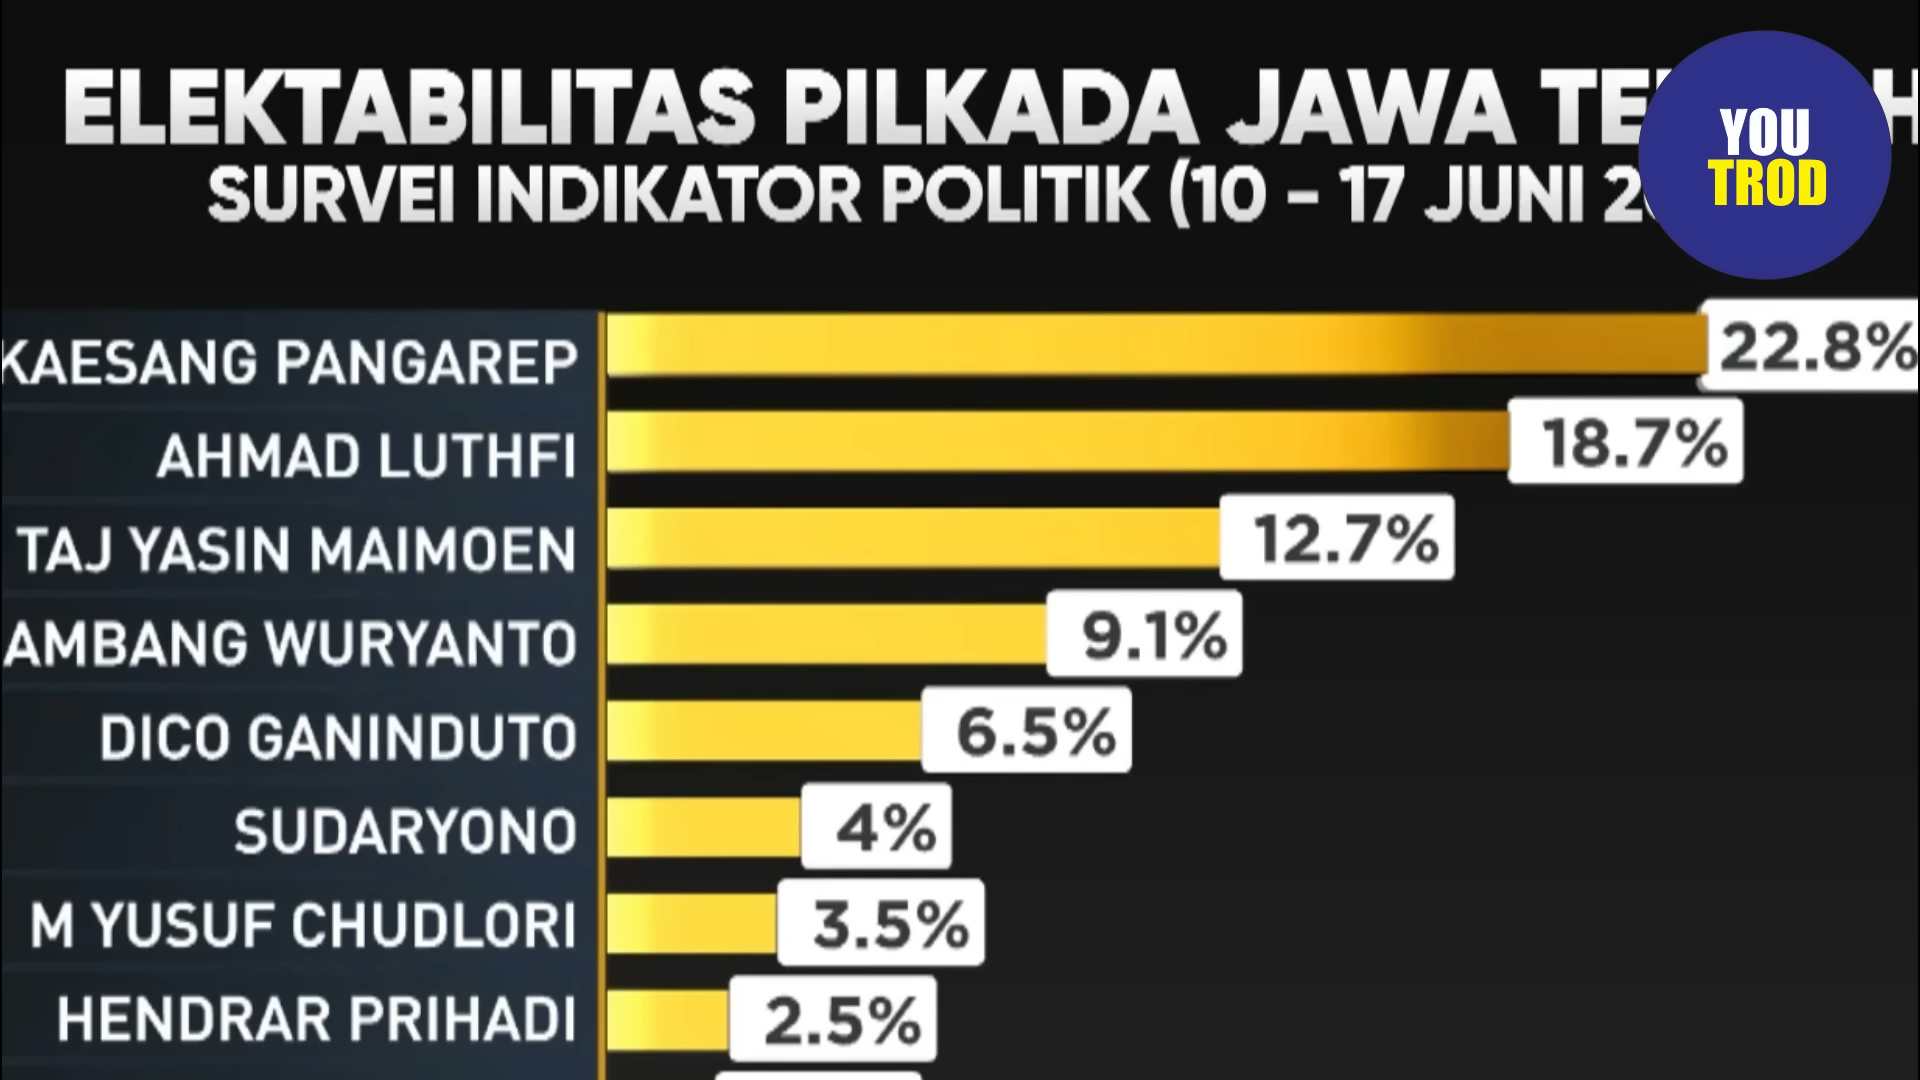 ELEKTABILITAS PILKADA JAWA
SURVEI INDIKATOR POLITIK (10 - 17 JUNI
YOU
TROD
KAESANG PANGAREP 22.8%
AHMAD LUTHFI 18.7%
TAJ YASIN MAIMOEN 12.7%
AMBANG WURYANTO 9.1%
DICO GANINDUTO 6.5%
SUDARYONO 4%
M YUSUF CHUDLORI 3.5%
HENDRAR PRIHADI 2.5%